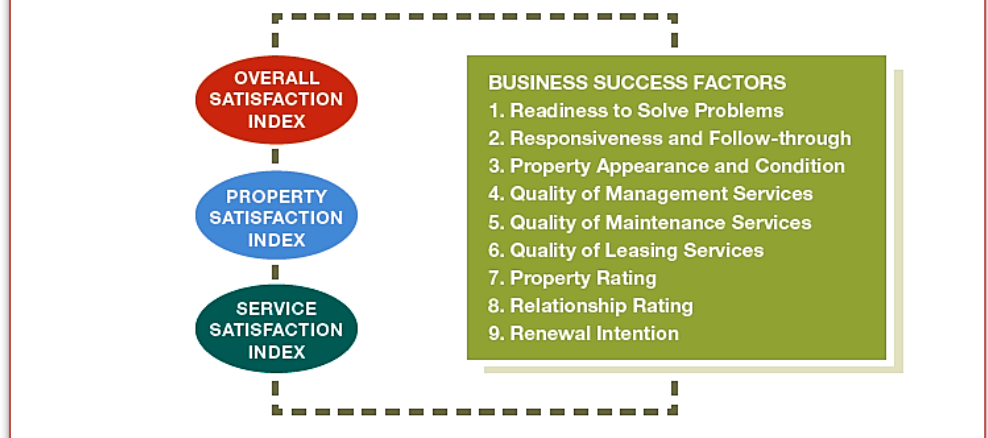 OVERALL
SATISFACTION
INDEX
PROPERTY
SATISFACTION
INDEX
SERVICE
SATISFACTION
INDEX
BUSINESS SUCCESS FACTORS
1. Readiness to Solve Problems
2. Responsiveness and Follow-through
3. Property Appearance and Condition
4. Quality of Management Services
5. Quality of Maintenance Services
6. Quality of Leasing Services
7. Property Rating
8. Relationship Rating
9. Renewal Intention